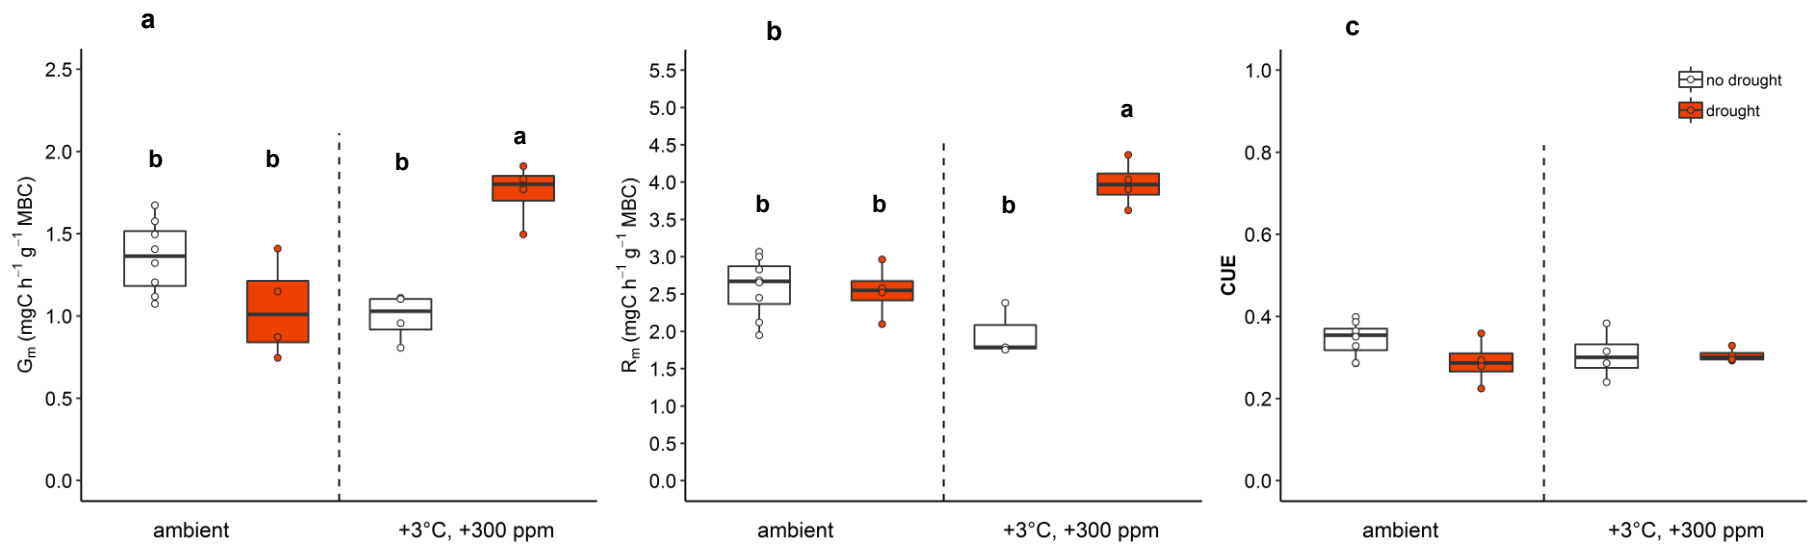 a
2.5
2.0
1.5
1.0
0.5
0.0
Gm (mgC h−1 g−1 MBC)
b
b
b
a
ambient
+3°C, +300 ppm
b
5.5
5.0
4.5
4.0
3.5
3.0
2.5
2.0
1.5
1.0
0.5
0.0
Rm (mgC h−1 g−1 MBC)
b
b
b
a
ambient
+3°C, +300 ppm
c
1.0
0.8
0.6
0.4
0.2
0.0
CUE
no drought
drought
ambient
+3°C, +300 ppm